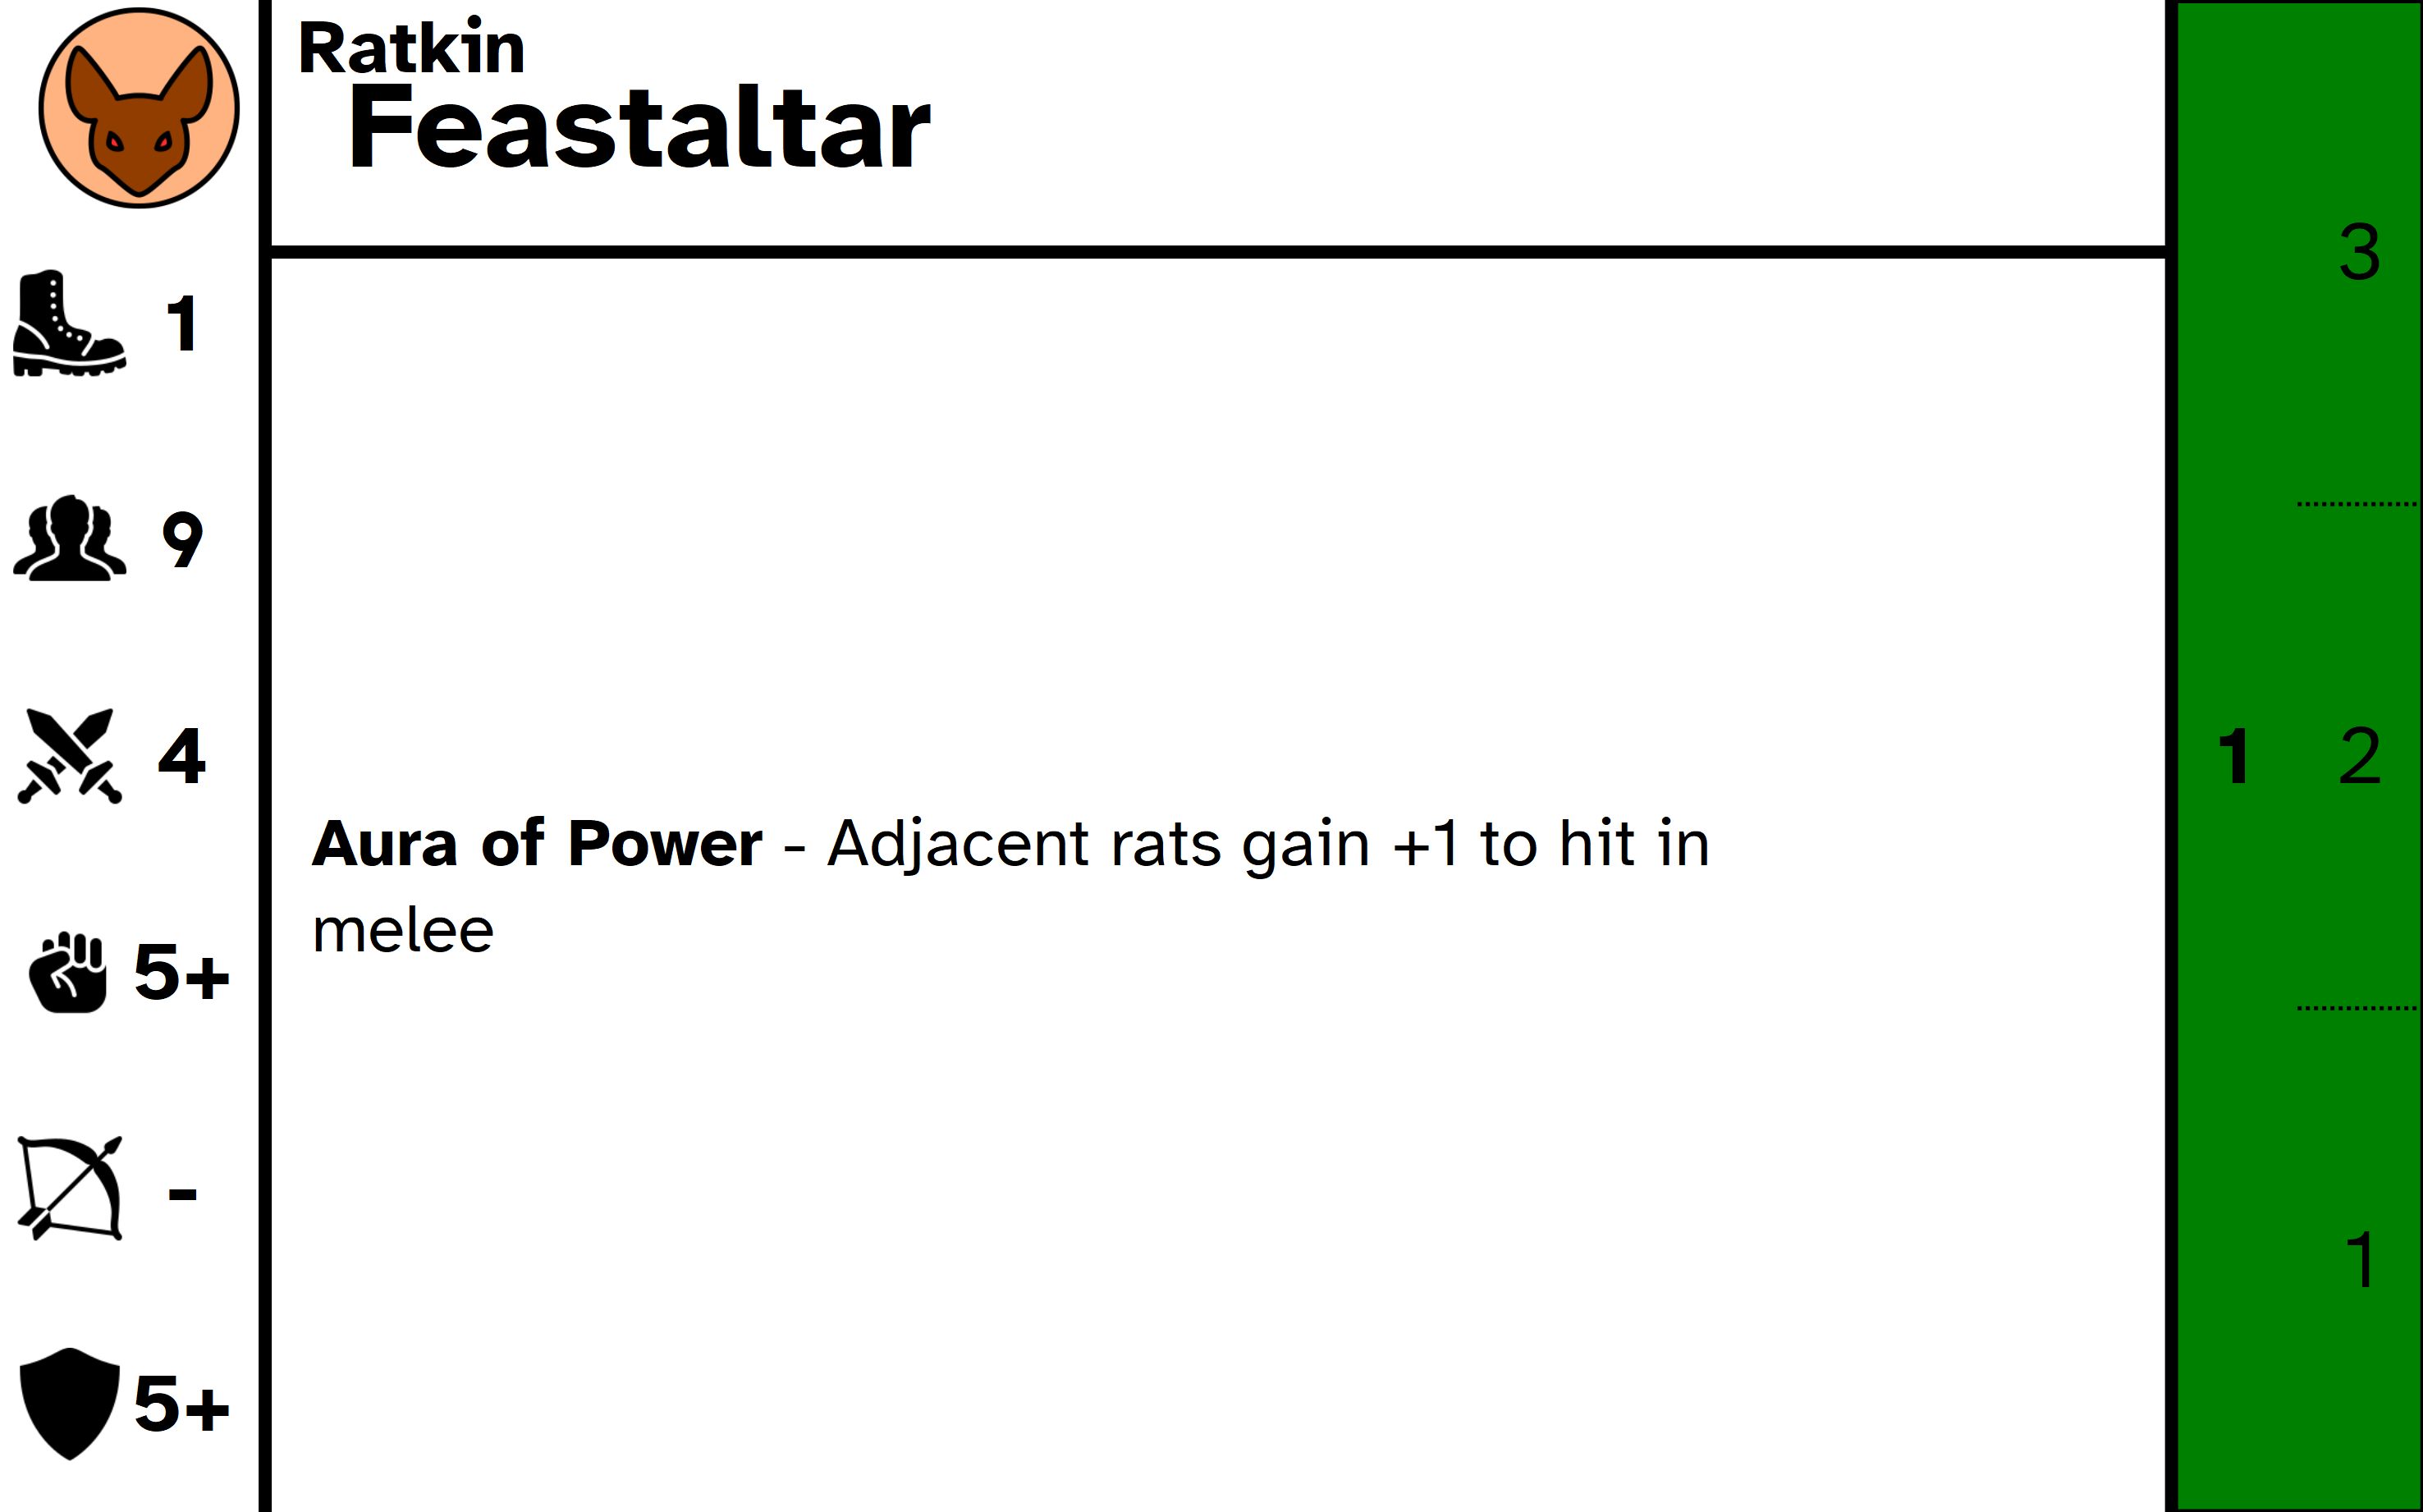 Ratkin
Feastaltar
1
9
4
5+
-
5+
Aura of Power - Adjacent rats gain +1 to hit in
melee
3
1 2
1